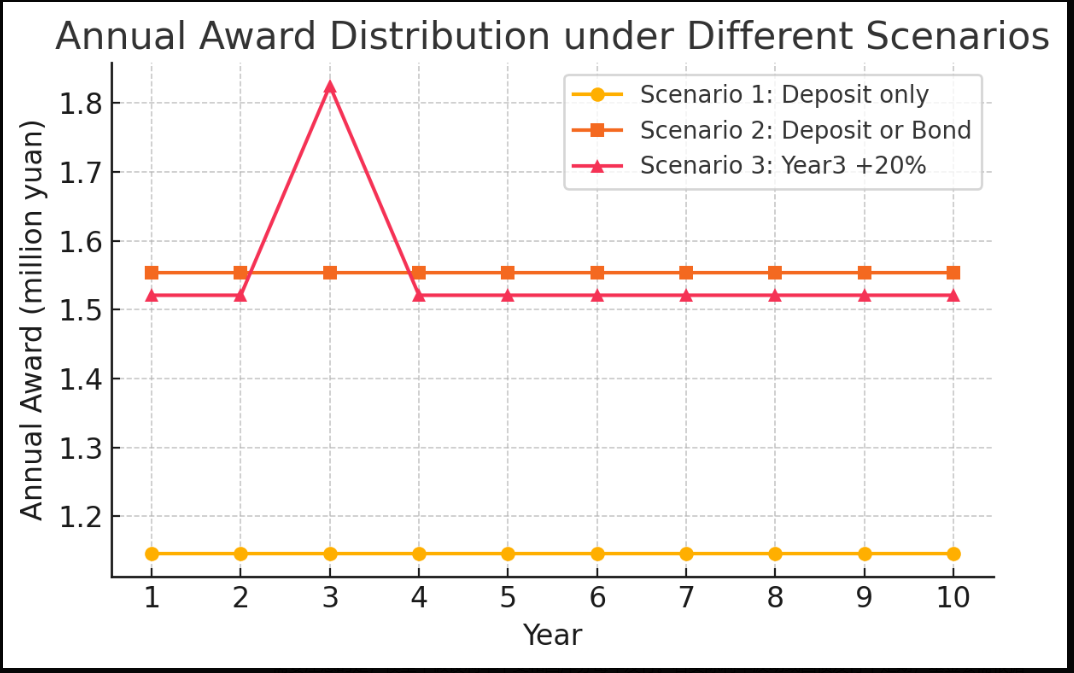 Annual Award Distribution under Different Scenarios
Annual Award (million yuan)
1.8
1.7
1.6
1.5
1.4
1.3
1.2
Scenario 1: Deposit only
Scenario 2: Deposit or Bond
Scenario 3: Year3 +20%
1 2 3 4 5 6 7 8 9 10
Year